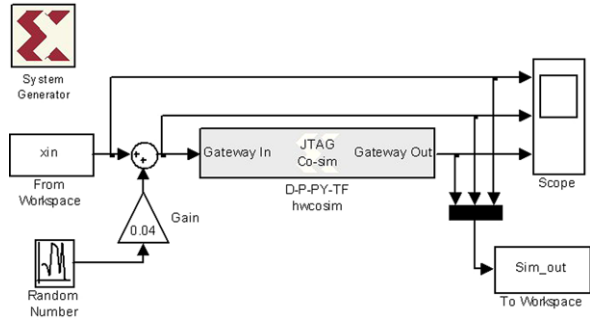 System
Generator
xin
From
Workspace
+
+
Gateway In
JTAG
Co-sim
Gateway Out
D-P-PY-TF
hwcosim
Scope
0.04
Gain
Random
Number
Sim_out
To Workspace